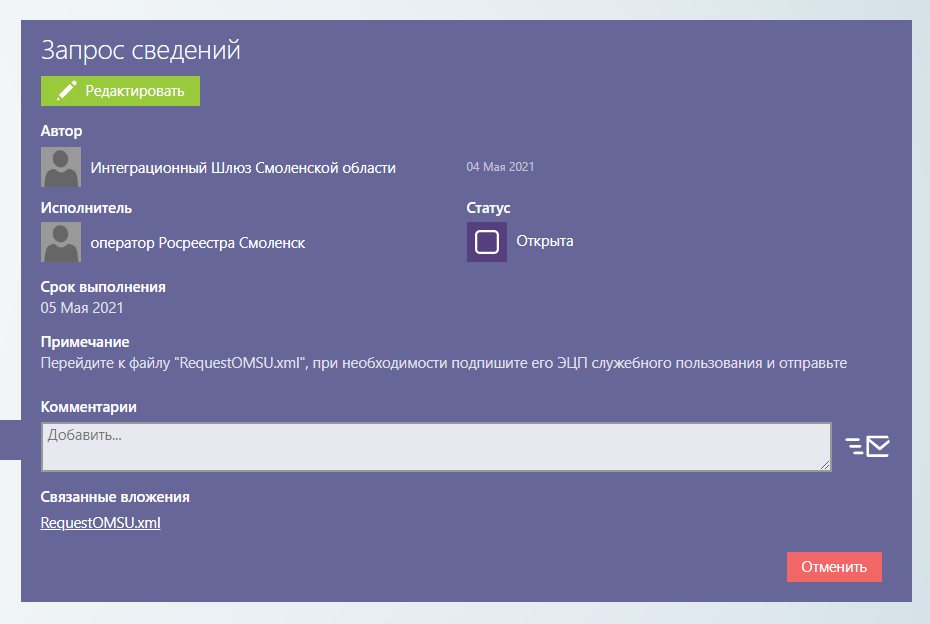 Запрос сведений
Редактировать
Автор
Интеграционный Шлюз Смоленской области
04 Мая 2021
Исполнитель
Статус
оператор Росреестра Смоленск
Открыта
Срок выполнения
05 Мая 2021
Примечание
Перейдите к файлу "RequestOMSU.xml", при необходимости подпишите его ЭЦП служебного пользования и отправьте
Комментарии
Добавить...
Связанные вложения
RequestOMSU.xml
Отменить